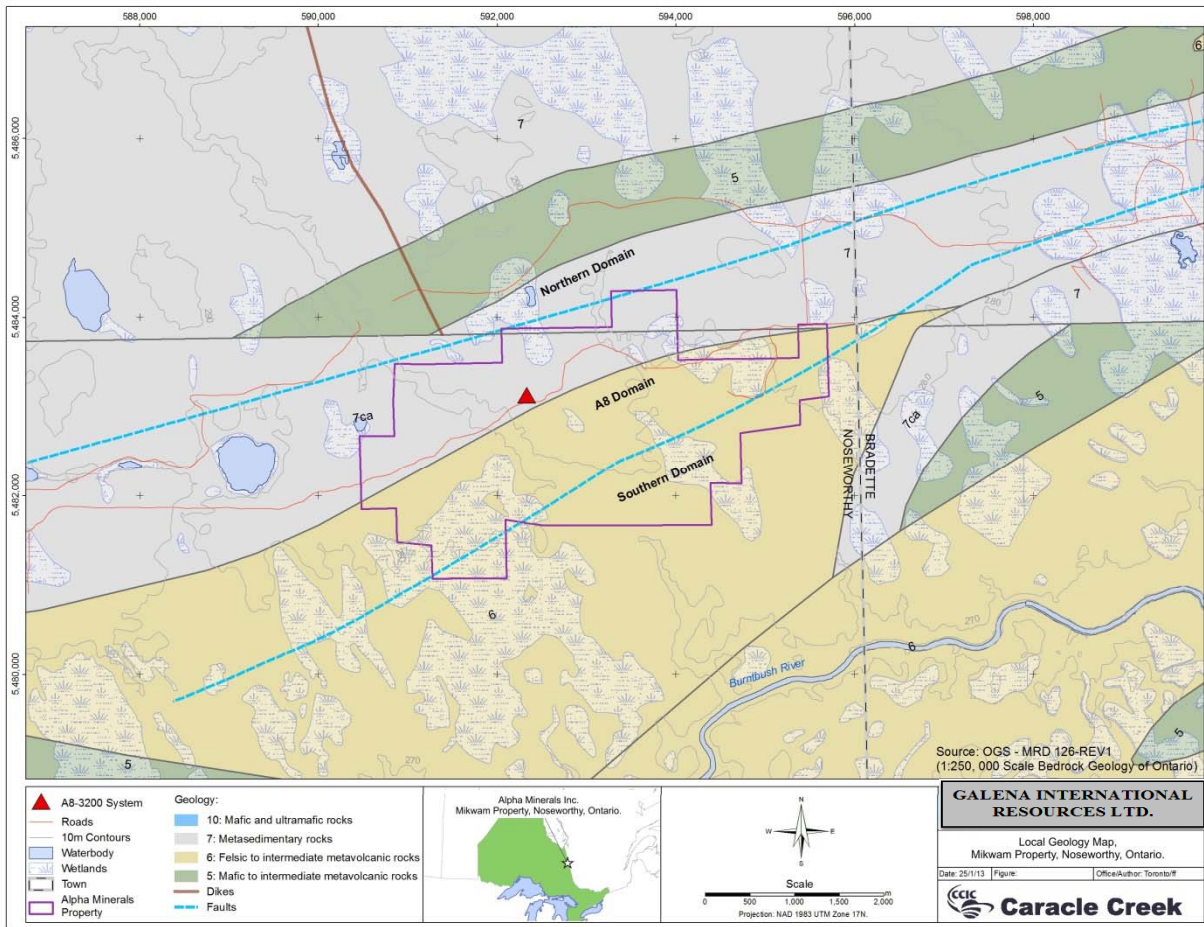 588,000
590,000
592,000
594,000
596,000
598,000
5,486,000
5,484,000
5,482,000
5,480,000
6
7
5
280
Northern Domain
7
7
280
A8 Domain
7ca
7ca
5
NOSEWORTHY
BRADETTE
Southern Domain
6
270
6
Burntbush River
270
5
5
Source: OGS - MRD 126-REV1
(1:250, 000 Scale Bedrock Geology of Ontario)
A8-3200 System
Roads
10m Contours
Waterbody
Wetlands
Town
Alpha Minerals
Property
Geology:
10: Mafic and ultramafic rocks
7: Metasedimentary rocks
6: Felsic to intermediate metavolcanic rocks
5: Mafic to intermediate metavolcanic rocks
Dikes
Faults
Alpha Minerals Inc.
Mikwam Property, Noseworthy, Ontario.
N
W E
S
Scale
0 500 1,000 1,500 2,000
m
Projection: NAD 1983 UTM Zone 17N.
GALENA INTERNATIONAL
RESOURCES LTD.
Local Geology Map,
Mikwam Property, Noseworthy, Ontario.
Date: 25/1/13 Figure: Office/Author: Toronto/ff
CCIC Caracle Creek